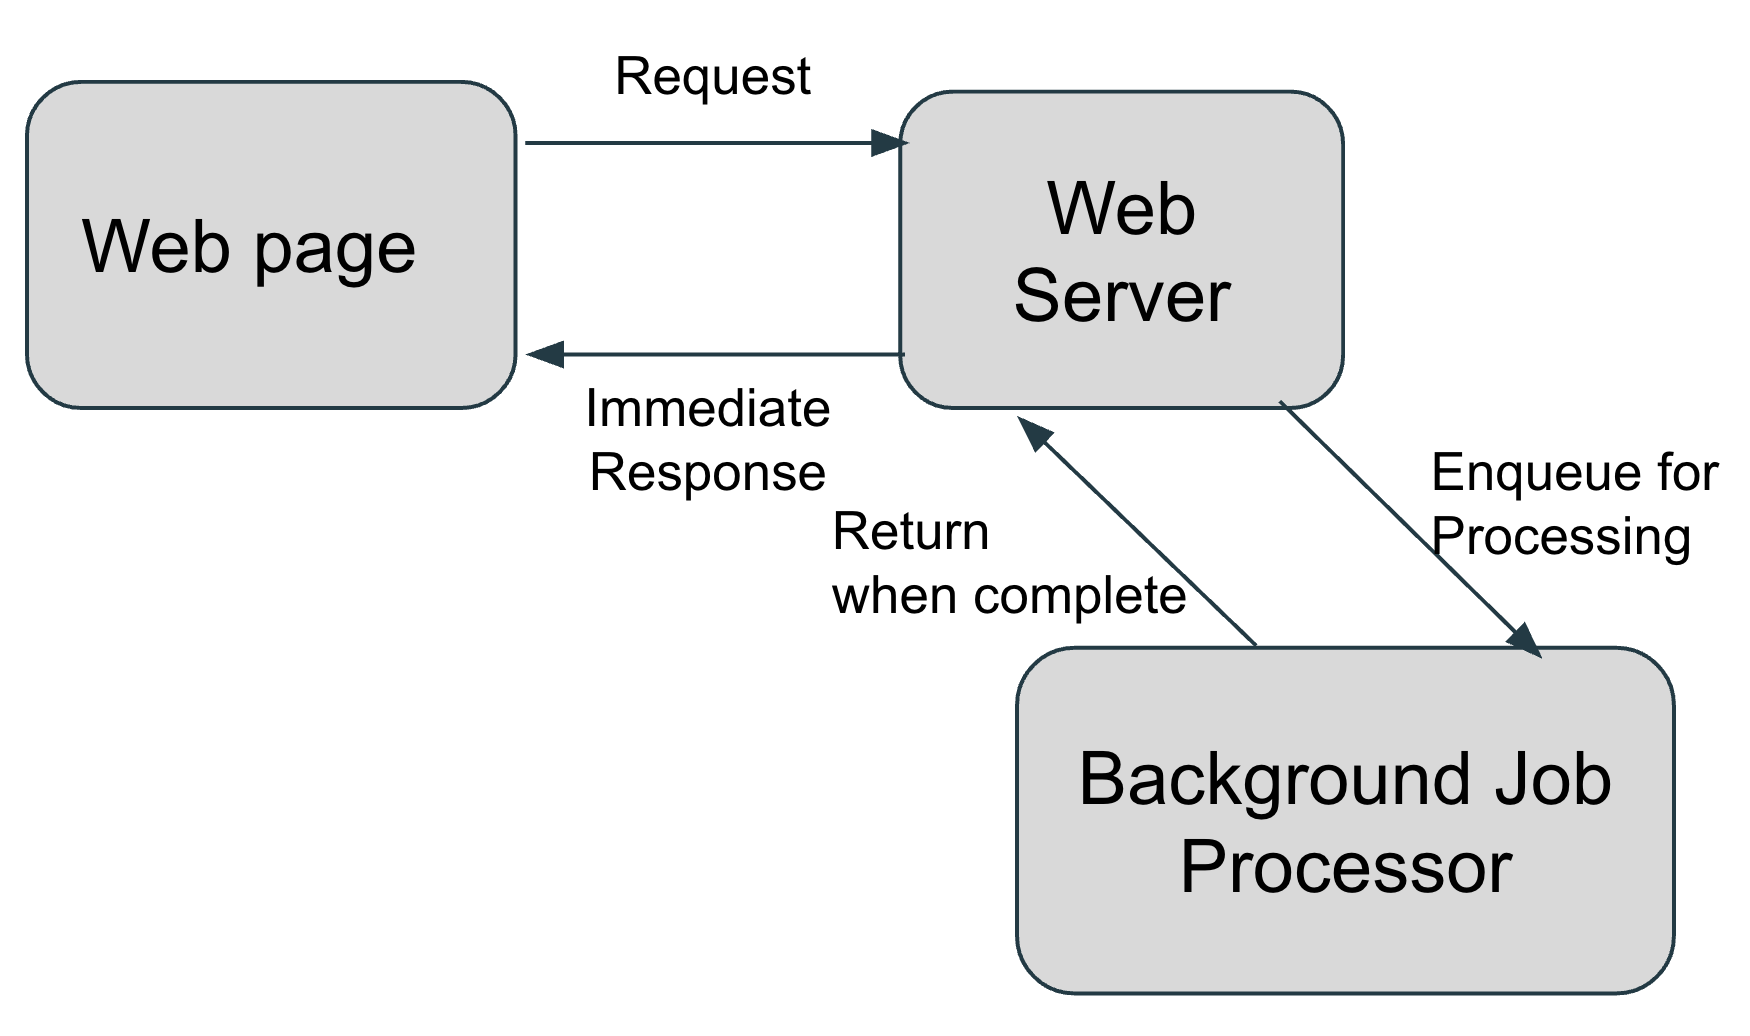 Request
Web page
Web
Server
Immediate
Response
Enqueue for
Processing
Return
when complete
Background Job
Processor